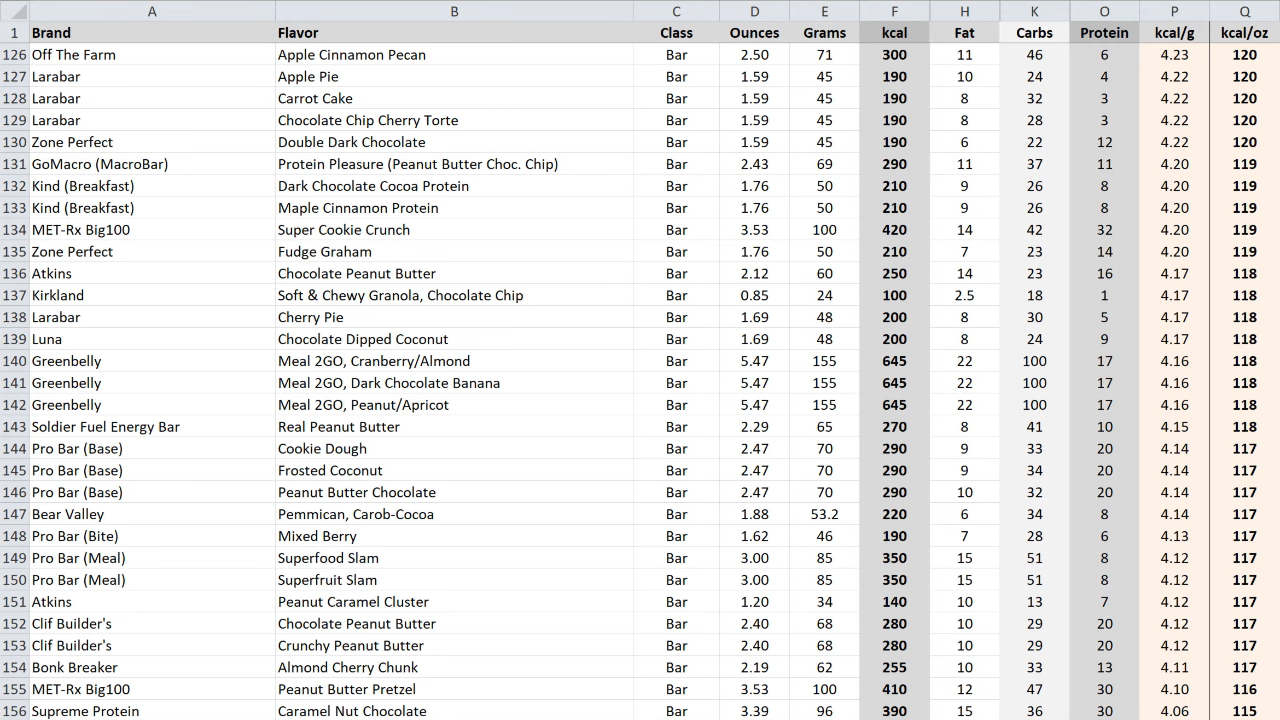 A B C D E F H K O P Q
1 Brand Flavor Class Ounces Grams kcal Fat Carbs Protein kcal/g kcal/oz
126 Off The Farm Apple Cinnamon Pecan Bar 2.50 71 300 11 46 6 4.23 120
127 Larabar Apple Pie Bar 1.59 45 190 10 24 4 4.22 120
128 Larabar Carrot Cake Bar 1.59 45 190 8 32 3 4.22 120
129 Larabar Chocolate Chip Cherry Torte Bar 1.59 45 190 8 28 3 4.22 120
130 Zone Perfect Double Dark Chocolate Bar 1.59 45 190 6 22 12 4.22 120
131 GoMacro (MacroBar) Protein Pleasure (Peanut Butter Choc. Chip) Bar 2.43 69 290 11 37 11 4.20 119
132 Kind (Breakfast) Dark Chocolate Cocoa Protein Bar 1.76 50 210 9 26 8 4.20 119
133 Kind (Breakfast) Maple Cinnamon Protein Bar 1.76 50 210 9 26 8 4.20 119
134 MET-Rx Big100 Super Cookie Crunch Bar 3.53 100 420 14 42 32 4.20 119
135 Zone Perfect Fudge Graham Bar 1.76 50 210 7 23 14 4.20 119
136 Atkins Chocolate Peanut Butter Bar 2.12 60 250 14 23 16 4.17 118
137 Kirkland Soft & Chewy Granola, Chocolate Chip Bar 0.85 24 100 2.5 18 1 4.17 118
138 Larabar Cherry Pie Bar 1.69 48 200 8 30 5 4.17 118
139 Luna Chocolate Dipped Coconut Bar 1.69 48 200 8 24 9 4.17 118
140 Greenbelly Meal 2GO, Cranberry/Almond Bar 5.47 155 645 22 100 17 4.16 118
141 Greenbelly Meal 2GO, Dark Chocolate Banana Bar 5.47 155 645 22 100 17 4.16 118
142 Greenbelly Meal 2GO, Peanut/Apricot Bar 5.47 155 645 22 100 17 4.16 118
143 Soldier Fuel Energy Bar Real Peanut Butter Bar 2.29 65 270 8 41 10 4.15 118
144 Pro Bar (Base) Cookie Dough Bar 2.47 70 290 9 33 20 4.14 117
145 Pro Bar (Base) Frosted Coconut Bar 2.47 70 290 9 34 20 4.14 117
146 Pro Bar (Base) Peanut Butter Chocolate Bar 2.47 70 290 10 32 20 4.14 117
147 Bear Valley Pemmican, Carob-Cocoa Bar 1.88 53.2 220 6 34 8 4.14 117
148 Pro Bar (Bite) Mixed Berry Bar 1.62 46 190 7 28 6 4.13 117
149 Pro Bar (Meal) Superfood Slam Bar 3.00 85 350 15 51 8 4.12 117
150 Pro Bar (Meal) Superfruit Slam Bar 3.00 85 350 15 51 8 4.12 117
151 Atkins Peanut Caramel Cluster Bar 1.20 34 140 10 13 7 4.12 117
152 Clif Builder's Chocolate Peanut Butter Bar 2.40 68 280 10 29 20 4.12 117
153 Clif Builder's Crunchy Peanut Butter Bar 2.40 68 280 10 29 20 4.12 117
154 Bonk Breaker Almond Cherry Chunk Bar 2.19 62 255 10 33 13 4.11 117
155 MET-Rx Big100 Peanut Butter Pretzel Bar 3.53 100 410 12 47 30 4.10 116
156 Supreme Protein Caramel Nut Chocolate Bar 3.39 96 390 15 36 30 4.06 115